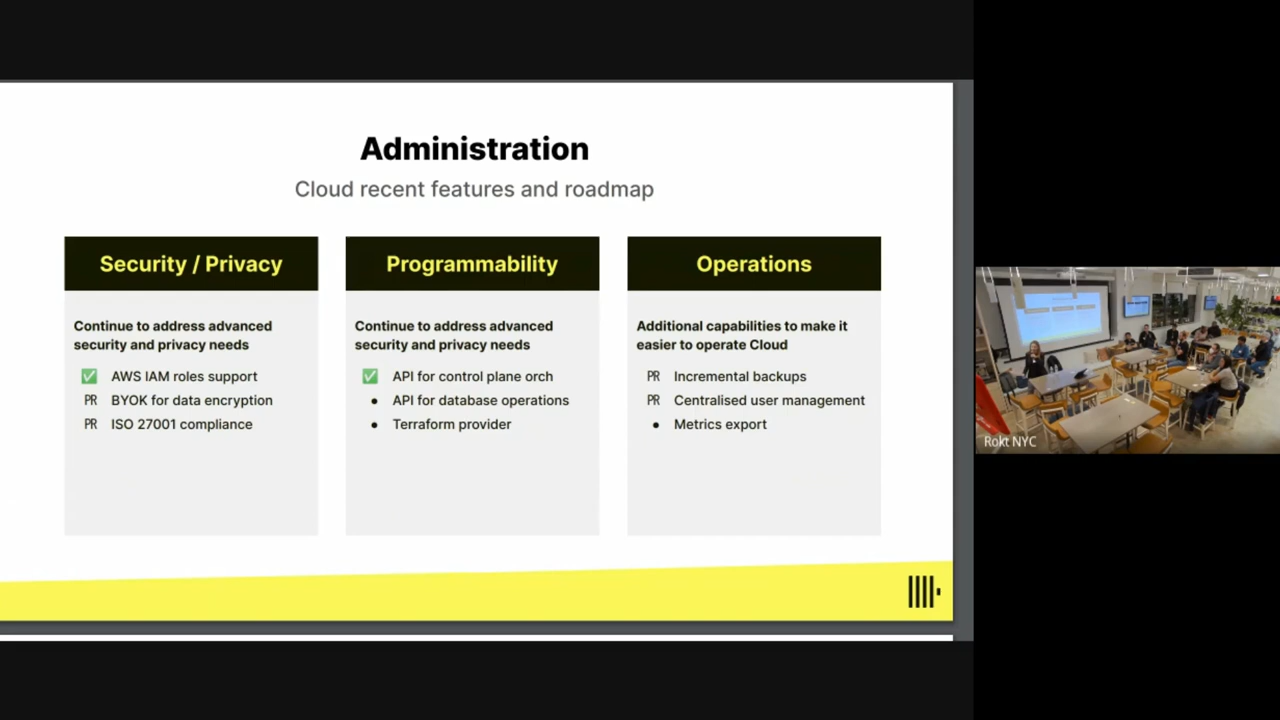 Administration
Cloud recent features and roadmap
Security / Privacy
Continue to address advanced
security and privacy needs
✅ AWS IAM roles support
PR BYOK for data encryption
PR ISO 27001 compliance
Programmability
Continue to address advanced
security and privacy needs
✅ API for control plane orch
● API for database operations
● Terraform provider
Operations
Additional capabilities to make it
easier to operate Cloud
PR Incremental backups
PR Centralised user management
● Metrics export
Rokt NYC